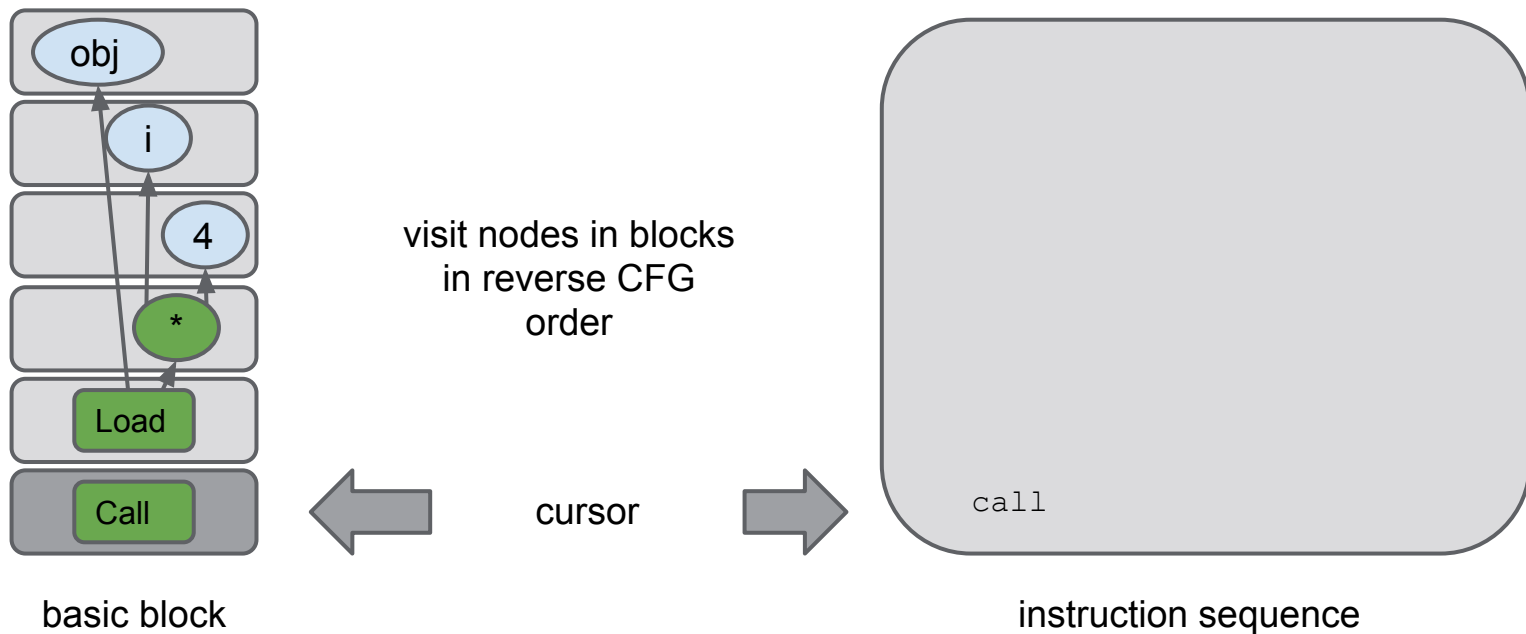 obj
i
4
*
Load
Call
visit nodes in blocks
in reverse CFG
order
cursor
call
basic block
instruction sequence